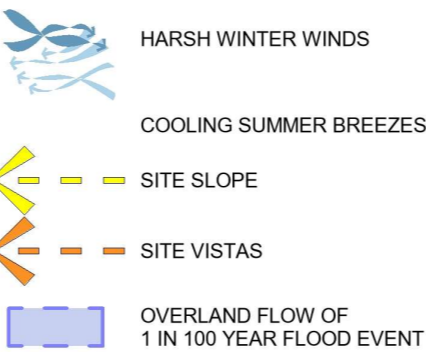 HARSH WINTER WINDS
COOLING SUMMER BREEZES
SITE SLOPE
SITE VISTAS
OVERLAND FLOW OF
1 IN 100 YEAR FLOOD EVENT